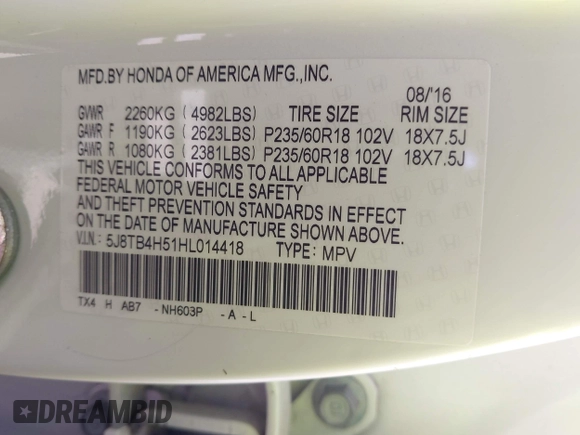 MFD.BY HONDA OF AMERICA MFG.,INC.
08/'16
GVWR 2260KG ( 4982LBS) TIRE SIZE RIM SIZE
GAWR F 1190KG ( 2623LBS) P235/60R18 102V 18X7.5J
GAWR R 1080KG ( 2381LBS) P235/60R18 102V 18X7.5J
THIS VEHICLE CONFORMS TO ALL APPLICABLE
FEDERAL MOTOR VEHICLE SAFETY
AND THEFT PREVENTION STANDARDS IN EFFECT
ON THE DATE OF MANUFACTURE SHOWN ABOVE.
V.I.N.: 5J8TB4H51HL014418 TYPE: MPV
TX4 H AB7 - NH603P - A - L
DREAMBID